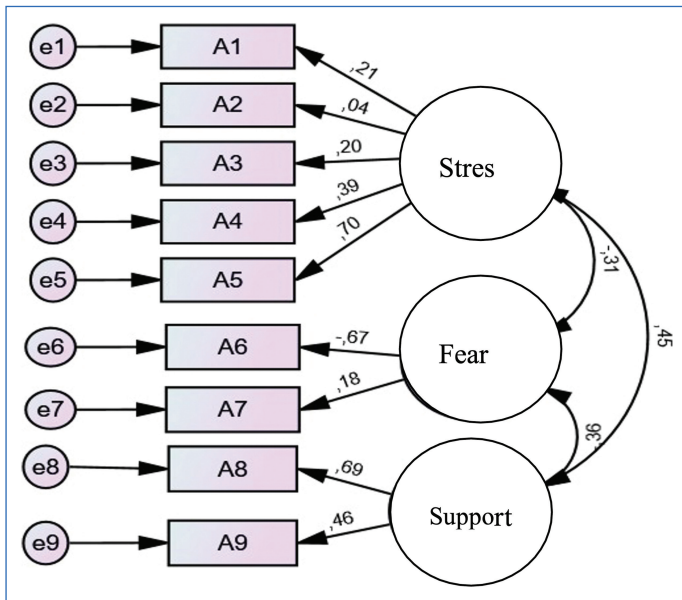 e1
A1
,21
e2
A2
,04
e3
A3
,20
Stres
e4
A4
,39
e5
A5
,70
-,31
e6
A6
-,67
Fear
,45
e7
A7
,18
e8
A8
,69
Support
e9
A9
,46